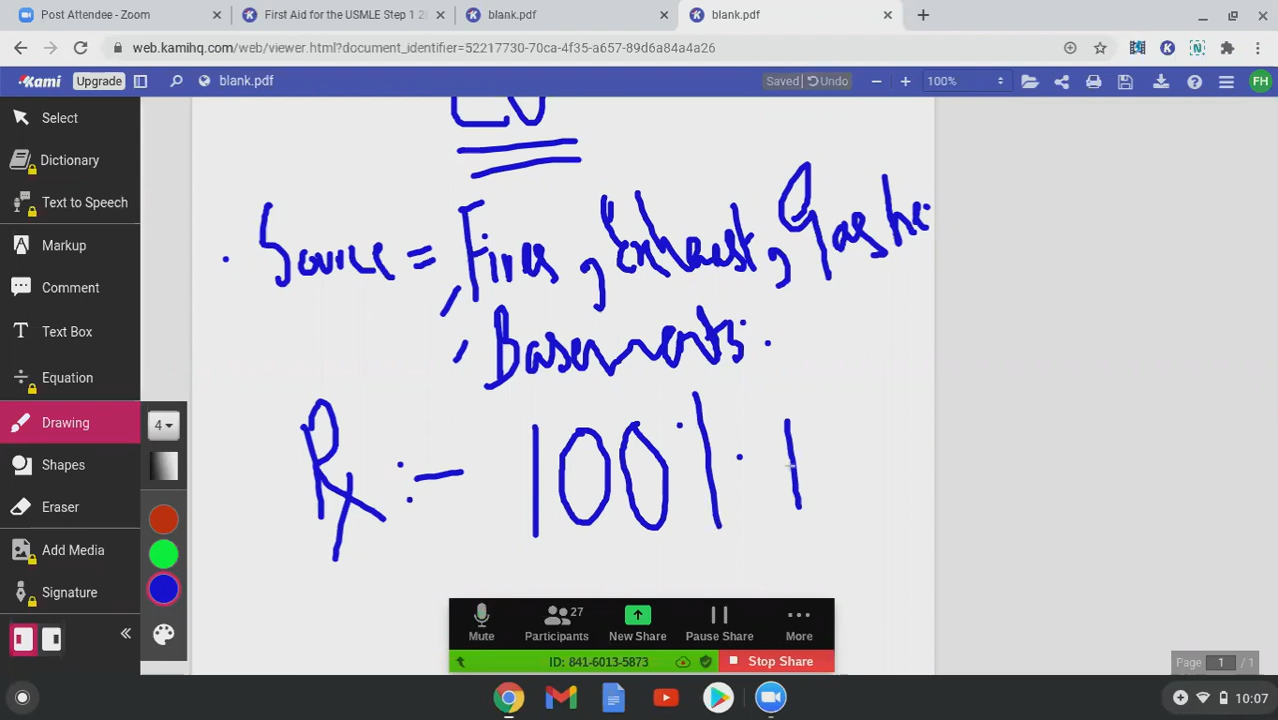 Post Attendee - Zoom
First Aid for the USMLE Step 1 2
blank.pdf
blank.pdf
web.kamihq.com/web/viewer.html?document_identifier=52217730-70ca-4f35-a657-89d6a84a4a26
Kami Upgrade blank.pdf Saved Undo 100% FH
Select
Dictionary
Text to Speech
Markup
Comment
Text Box
Equation
Drawing
Shapes
Eraser
Add Media
Signature
4
Source = Fires, Exhaust, Gas he
, Basements.
Rx :- 100%
Mute Participants 27 New Share Pause Share More
ID: 841-6013-5873 Stop Share
Page 1 / 1
10:07